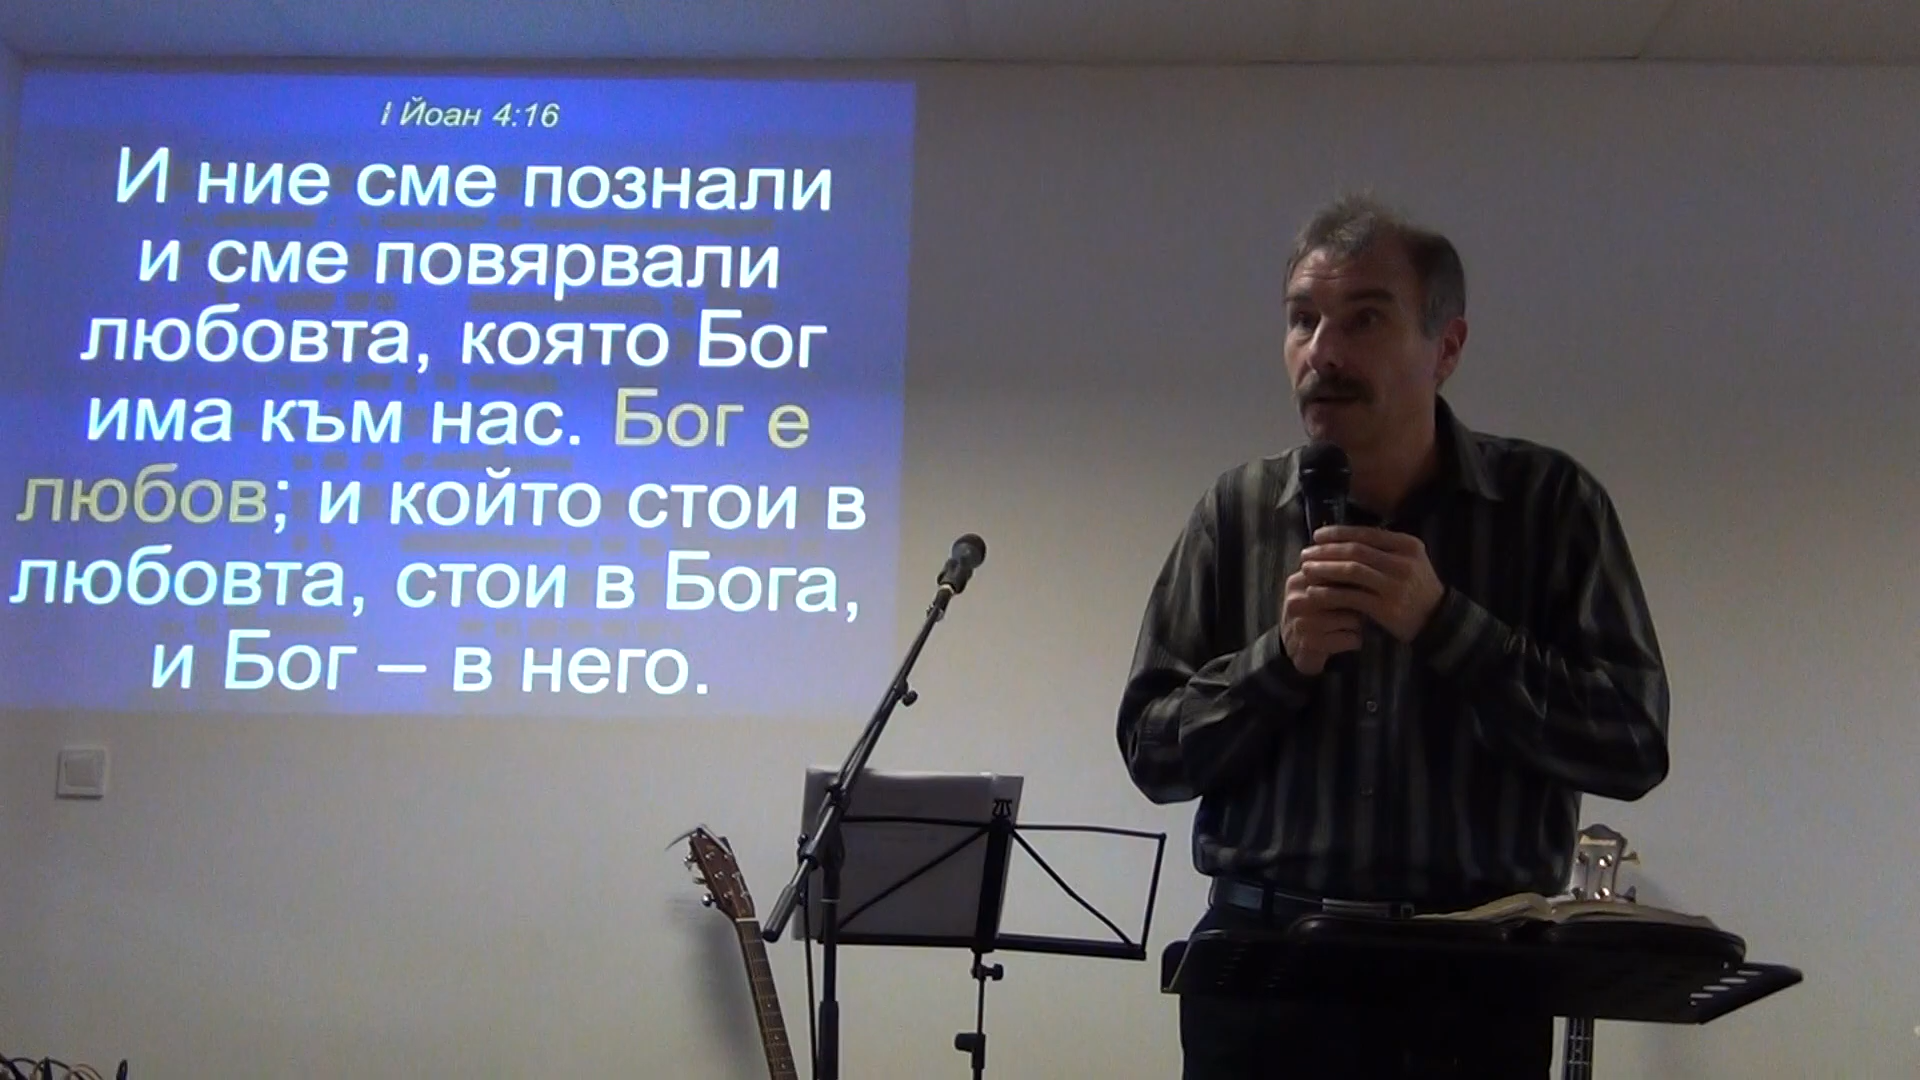 I Йоан 4:16
И ние сме познали
и сме повярвали
любовта, която Бог
има към нас. Бог е
любов; и който стои в
любовта, стои в Бога,
и Бог – в него.